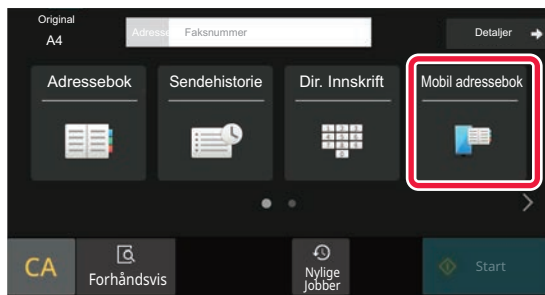 Original
A4
Adresse
Faksnummer
Detaljer
Adressebok
Sendehistorie
Dir. Innskrift
Mobil adressebok
CA
Forhåndsvis
Nylige
Jobber
Start